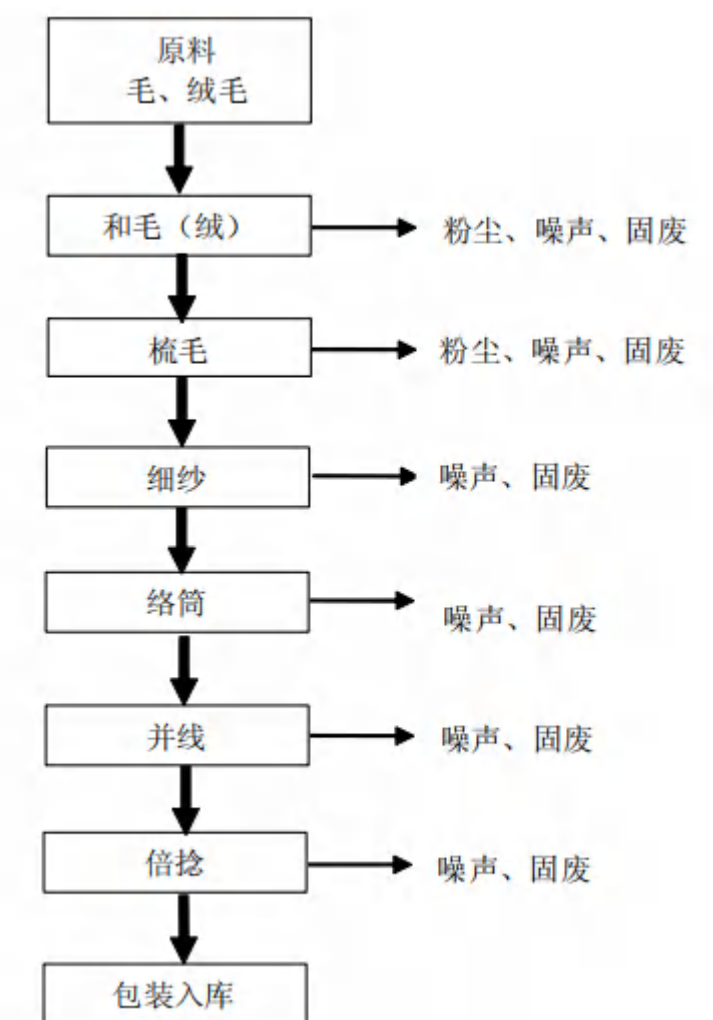 原料
毛、绒毛
和毛（绒）
粉尘、噪声、固废
梳毛
粉尘、噪声、固废
细纱
噪声、固废
络筒
噪声、固废
并线
噪声、固废
倍捻
噪声、固废
包装入库